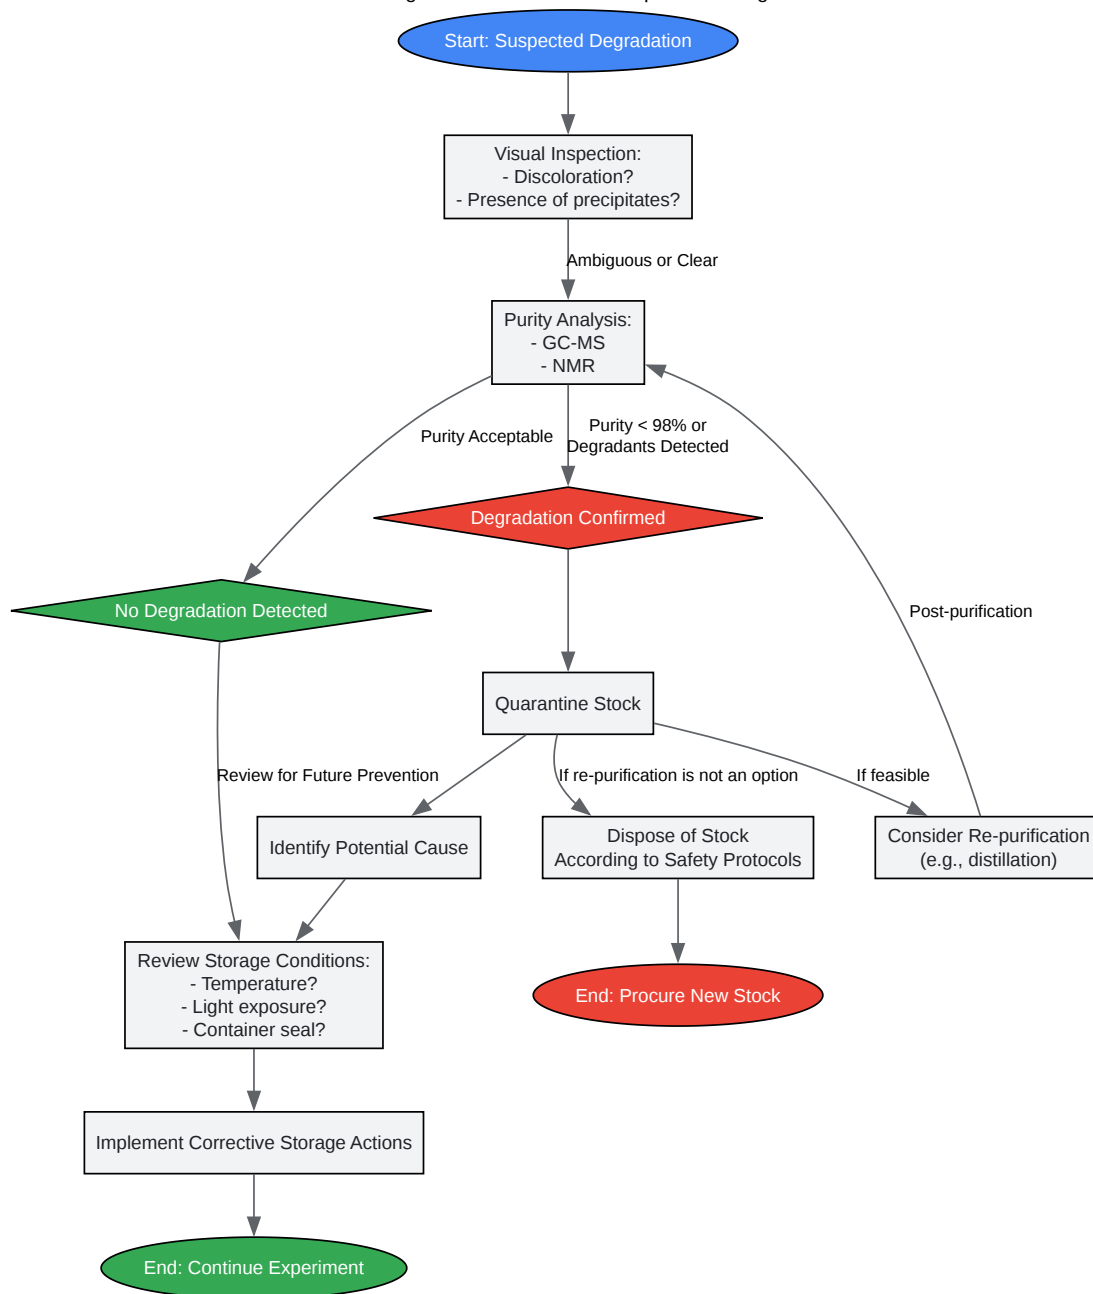 Start: Suspected Degradation
Visual Inspection:
- Discoloration?
- Presence of precipitates?
Ambiguous or Clear
Purity Analysis:
- GC-MS
- NMR
Purity Acceptable
Purity < 98% or
Degradants Detected
Degradation Confirmed
No Degradation Detected
Post-purification
Quarantine Stock
Review for Future Prevention
If re-purification is not an option
If feasible
Identify Potential Cause
Dispose of Stock
According to Safety Protocols
Consider Re-purification
(e.g., distillation)
Review Storage Conditions:
- Temperature?
- Light exposure?
- Container seal?
End: Procure New Stock
Implement Corrective Storage Actions
End: Continue Experiment